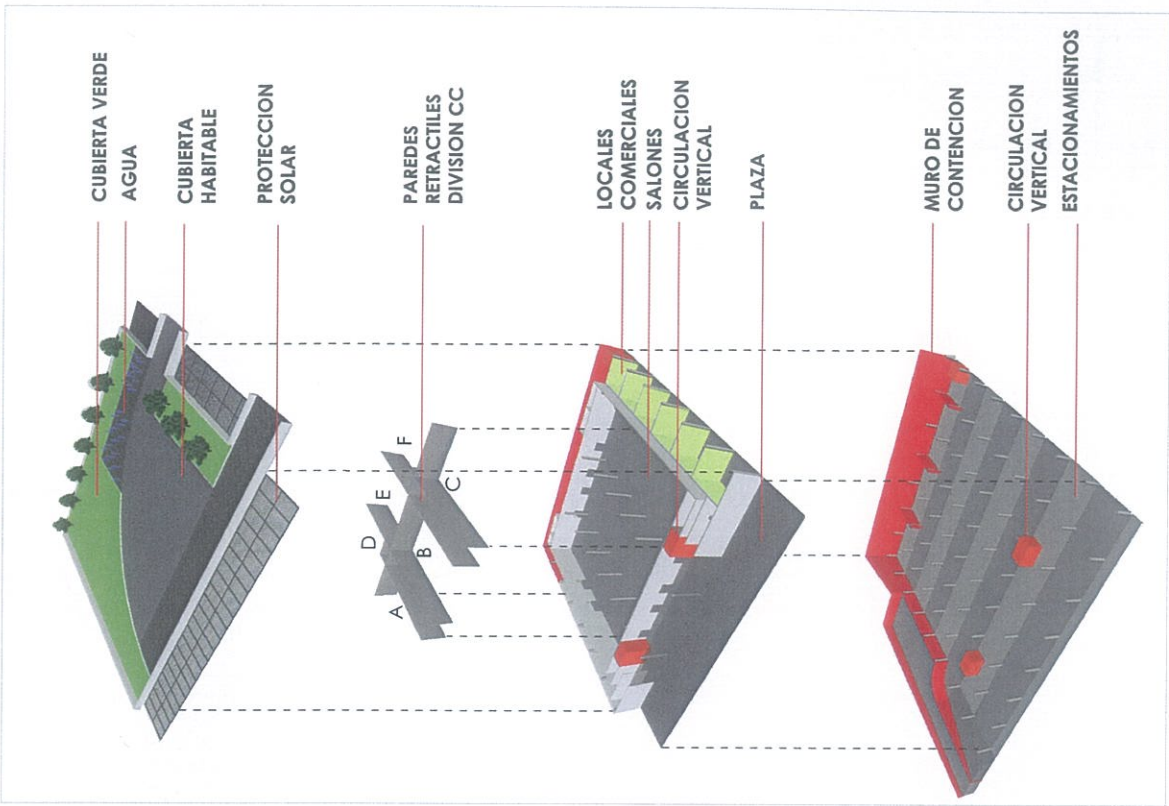 CUBIERTA VERDE
AGUA
CUBIERTA
HABITABLE
PROTECCION
SOLAR
PAREDES
RETRACTILES
DIVISION CC
A
B
C
D
E
F
LOCALES
COMERCIALES
SALONES
CIRCULACION
VERTICAL
PLAZA
MURO DE
CONTENCION
CIRCULACION
VERTICAL
ESTACIONAMIENTOS